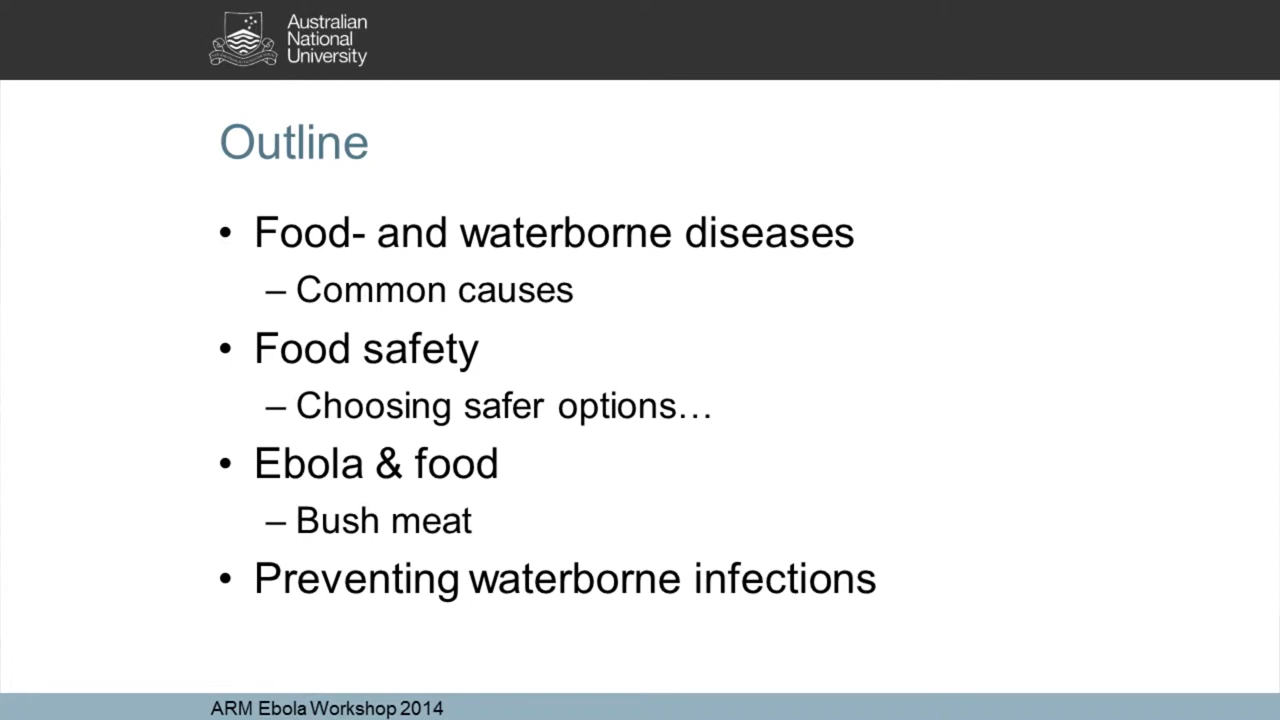 Australian
National
University
Outline
• Food- and waterborne diseases
– Common causes
• Food safety
– Choosing safer options…
• Ebola & food
– Bush meat
• Preventing waterborne infections
ARM Ebola Workshop 2014